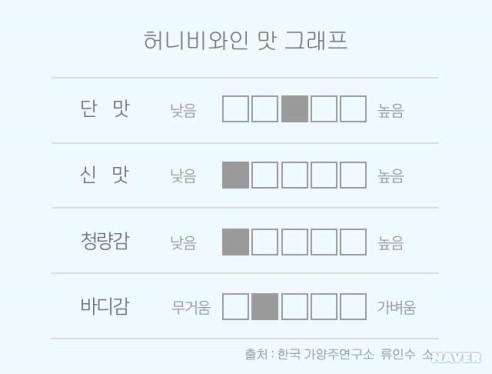 허니비와인 맛 그래프
단 맛 낮음 높음
신 맛 낮음 높음
청량감 낮음 높음
바디감 무거움 가벼움
출처 : 한국 가양주연구소 류인수 소
NAVER